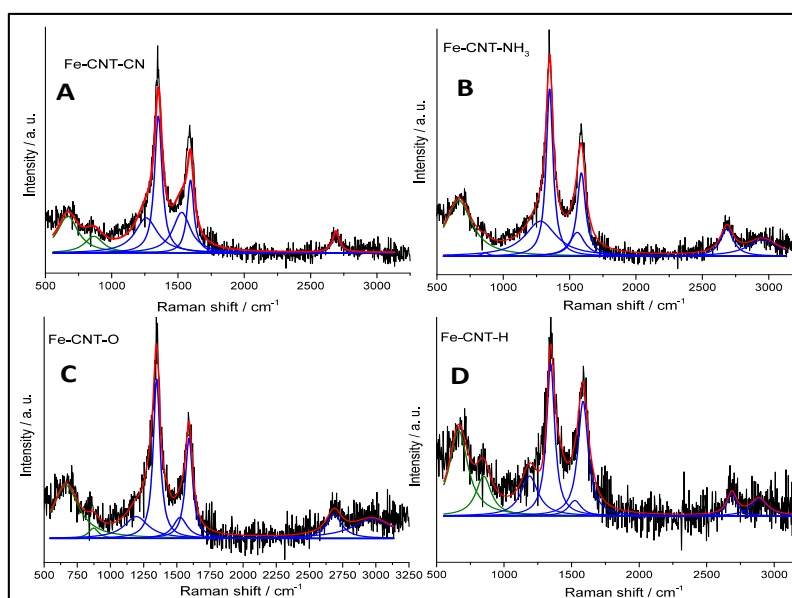 Fe-CNT-CN
A
Intensity / a. u.
500 1000 1500 2000 2500 3000
Raman shift / cm⁻¹
Fe-CNT-NH₃
B
Intensity / a. u.
500 1000 1500 2000 2500 3000
Raman shift / cm⁻¹
Fe-CNT-O
C
Intensity / a. u.
500 750 1000 1250 1500 1750 2000 2250 2500 2750 3000 3250
Raman shift / cm⁻¹
Fe-CNT-H
D
Intensity / a. u.
500 1000 1500 2000 2500 3000
Raman shift / cm⁻¹